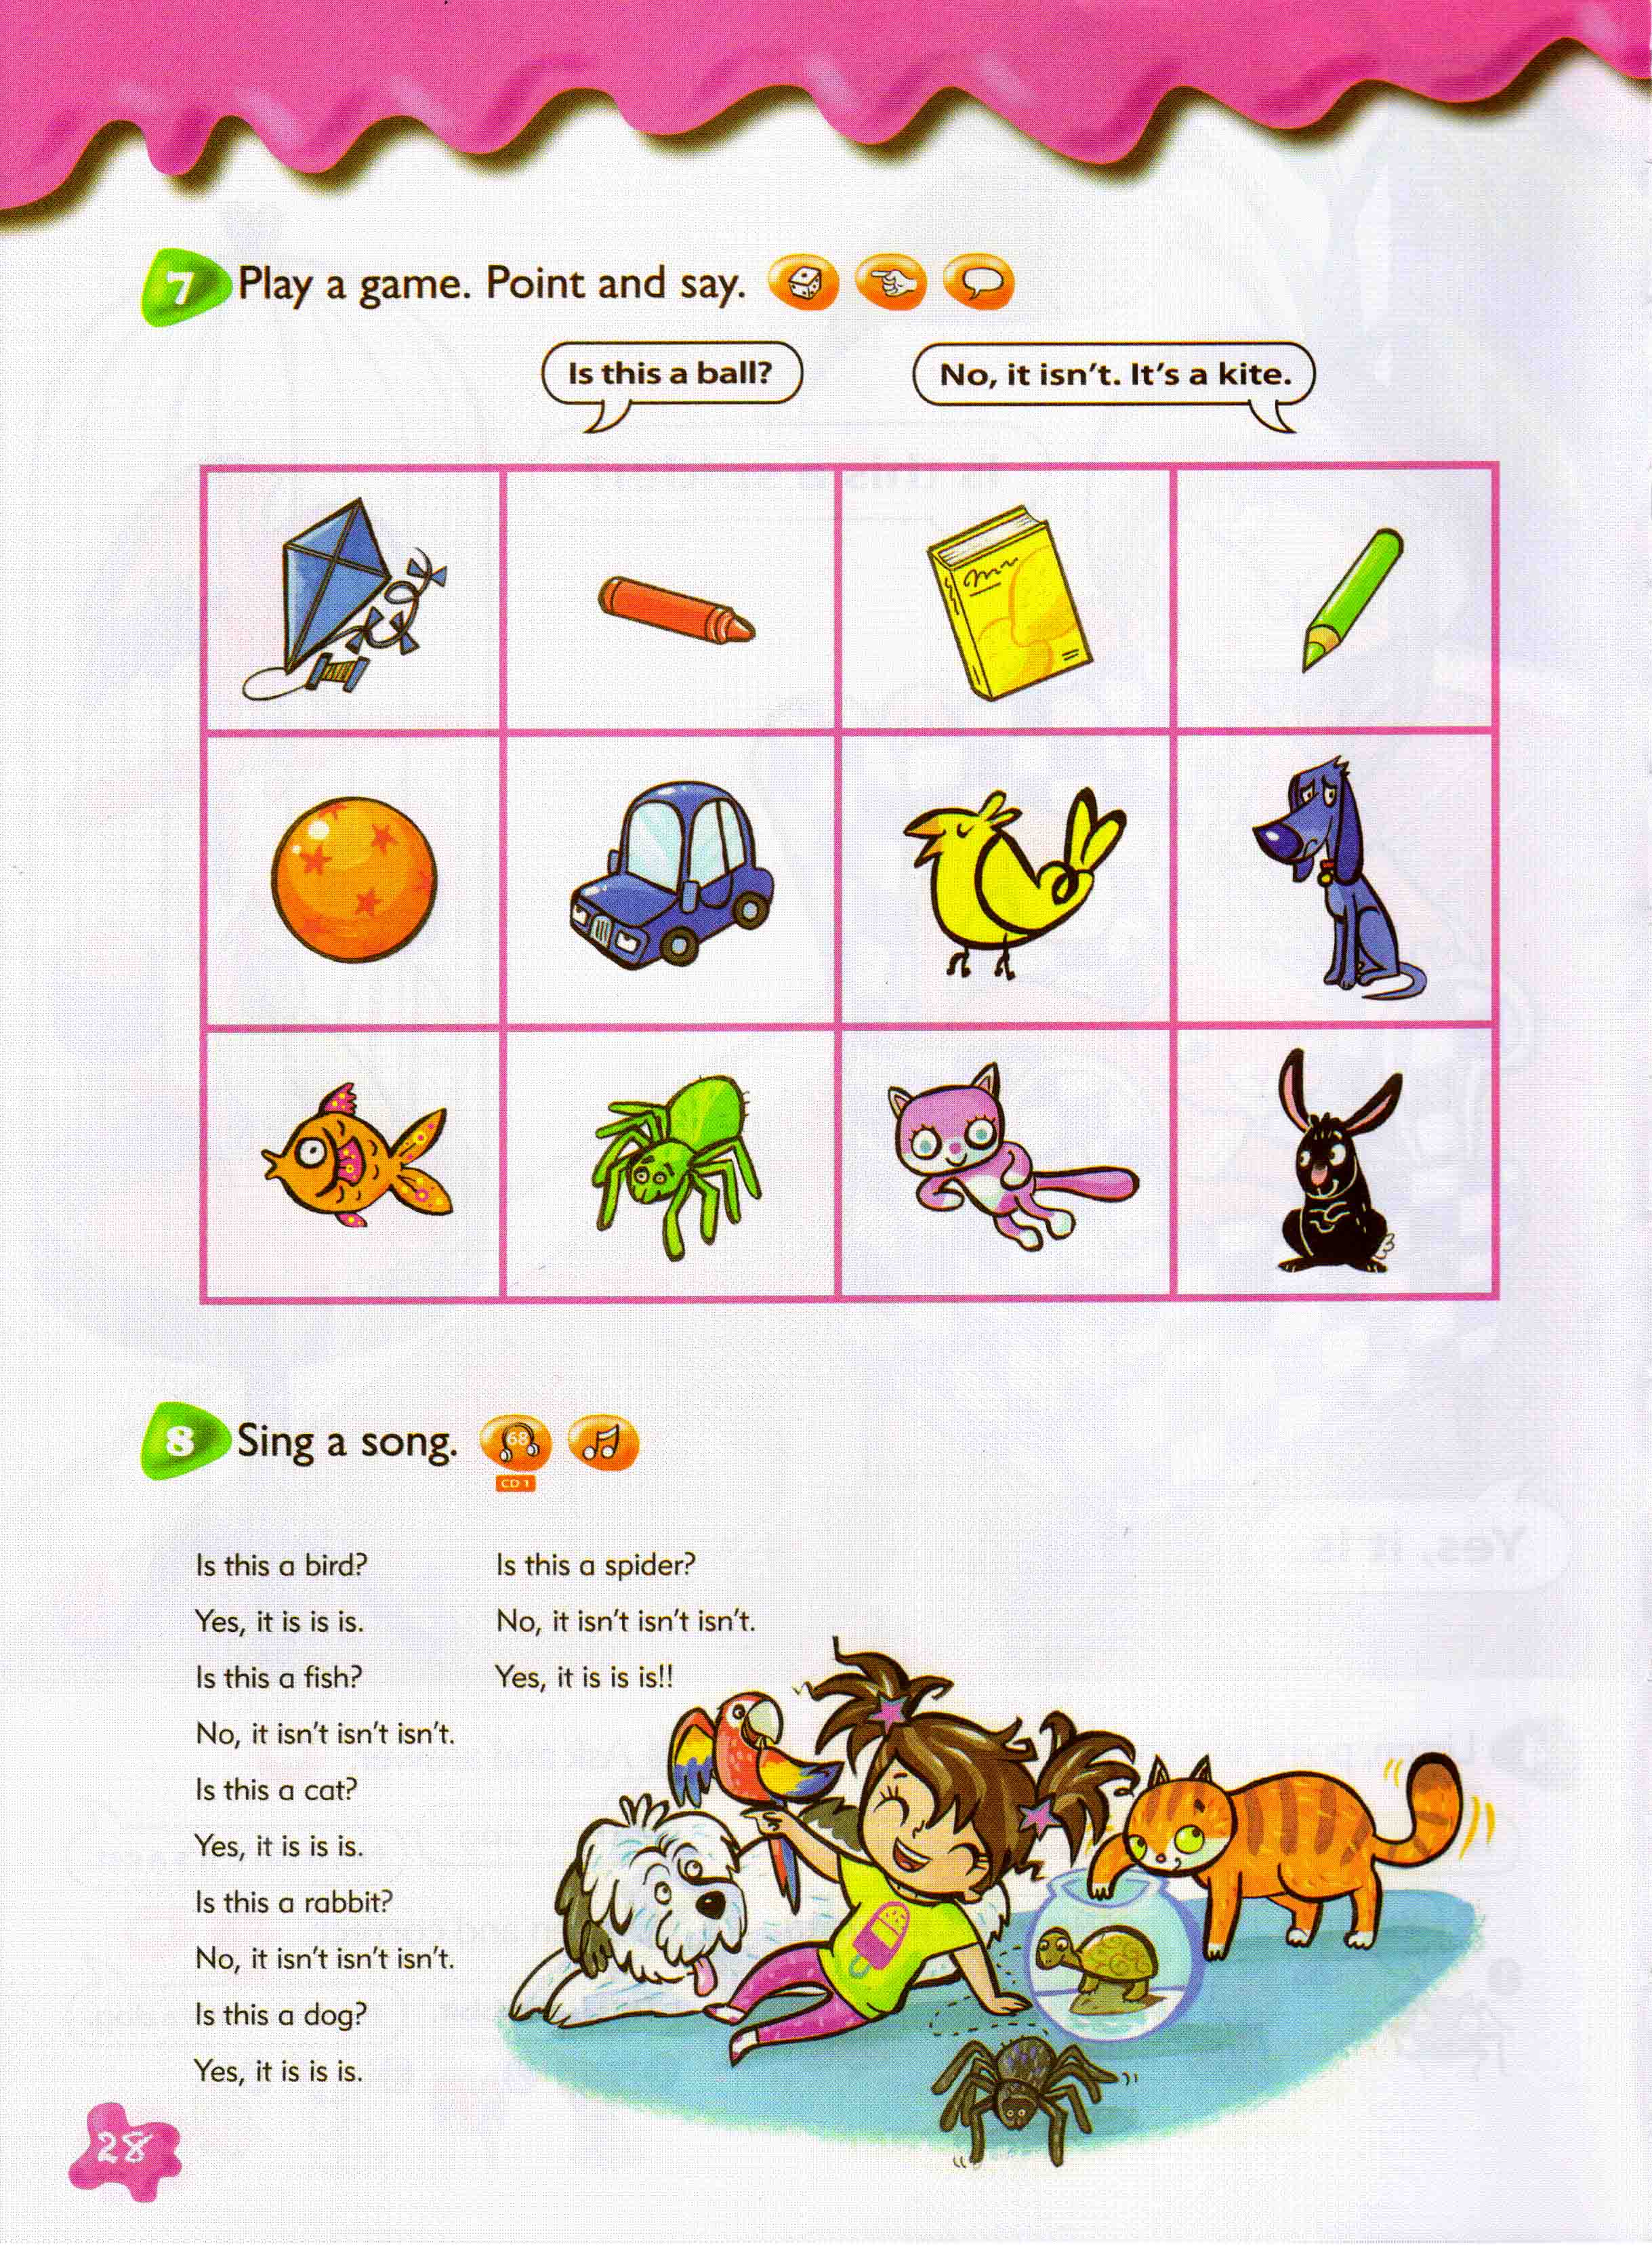 7 Play a game. Point and say.
Is this a ball?
No, it isn't. It's a kite.
8 Sing a song.
68
CD 1
Is this a bird?
Yes, it is is is.
Is this a fish?
No, it isn't isn't isn't.
Is this a cat?
Yes, it is is is.
Is this a rabbit?
No, it isn't isn't isn't.
Is this a dog?
Yes, it is is is.
Is this a spider?
No, it isn't isn't isn't.
Yes, it is is is!!
28